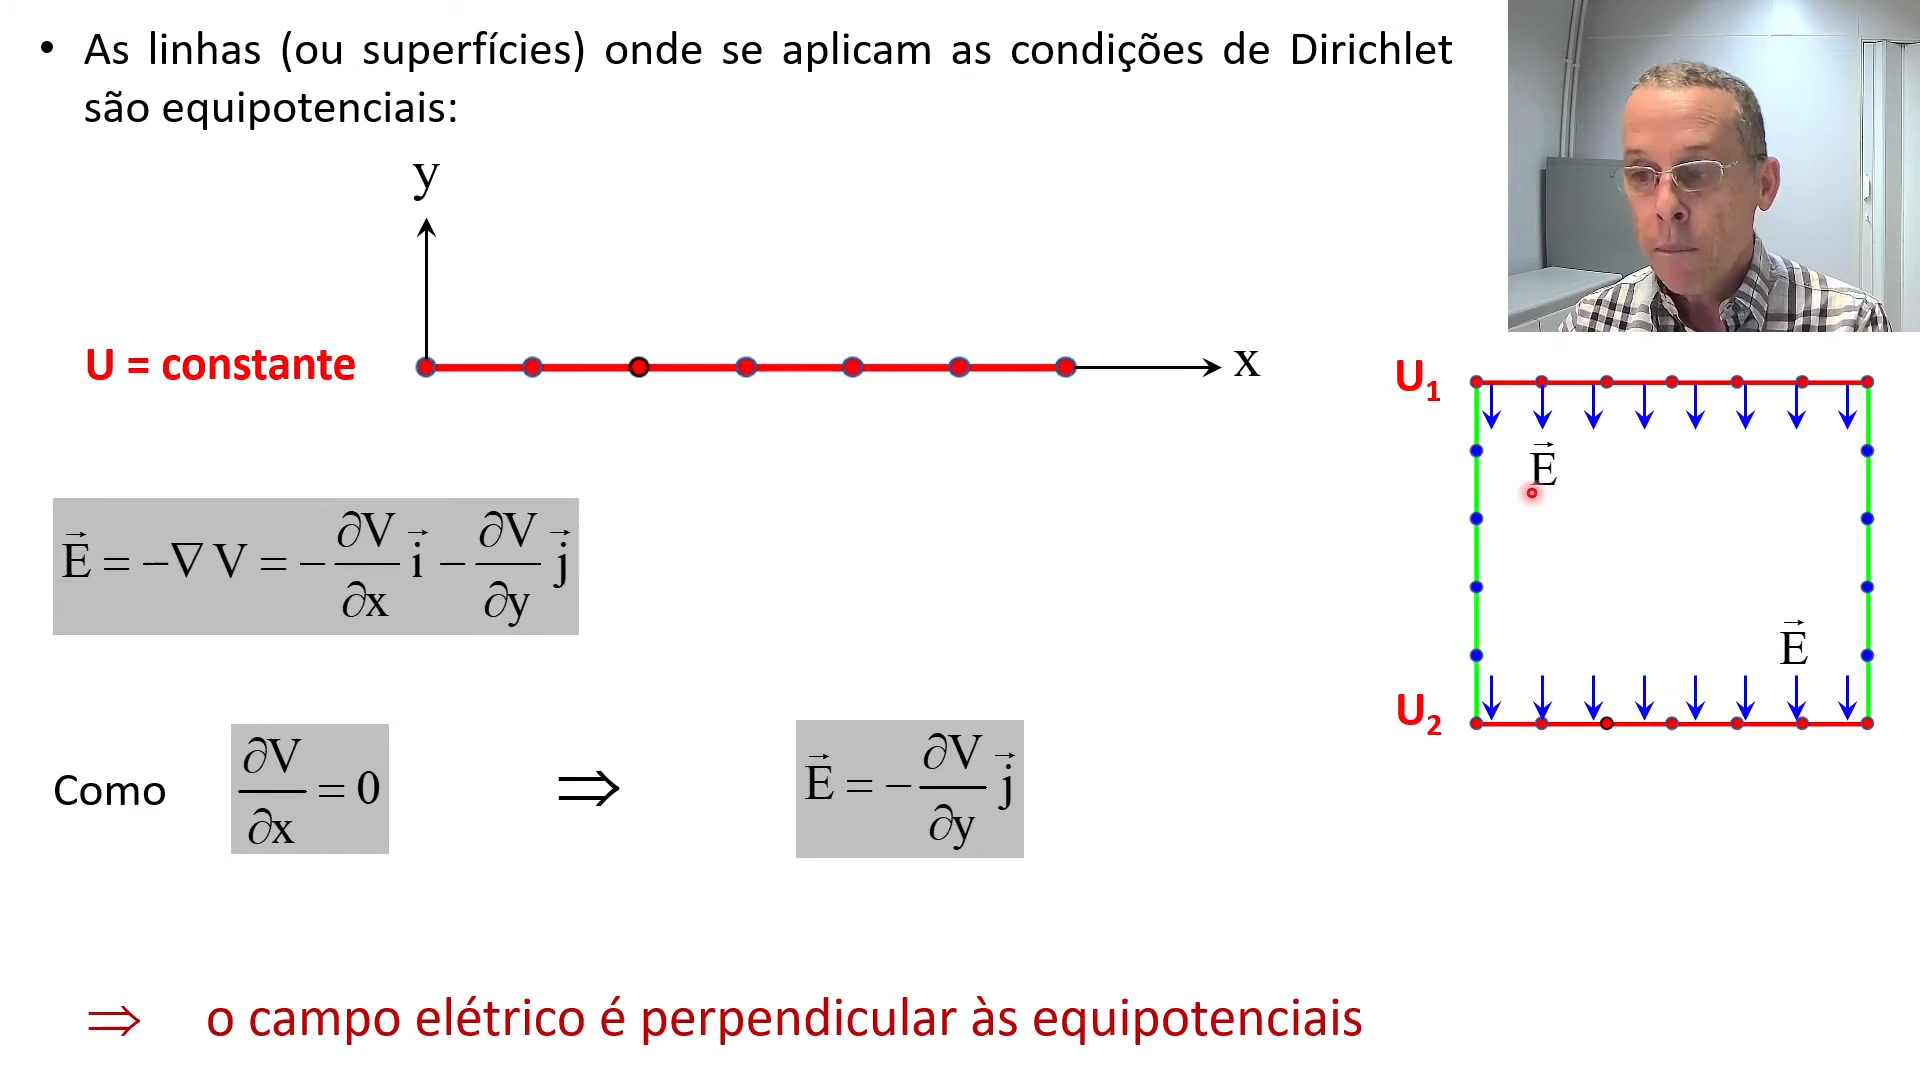 • As linhas (ou superfícies) onde se aplicam as condições de Dirichlet
são equipotenciais:
y
U = constante
x
U₁
E⃗
E⃗ = −∇ V = − ∂V/∂x i⃗ − ∂V/∂y j⃗
E⃗
U₂
Como ∂V/∂x = 0 ⇒ E⃗ = − ∂V/∂y j⃗
⇒ o campo elétrico é perpendicular às equipotenciais